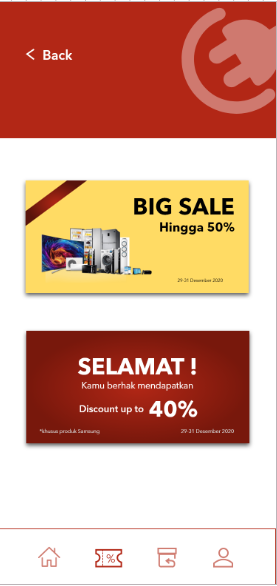 Back
BIG SALE
Hingga 50%
29-31 Desember 2020
SELAMAT !
Kamu berhak mendapatkan
Discount up to 40%
*khusus produk Samsung
29-31 Desember 2020
%